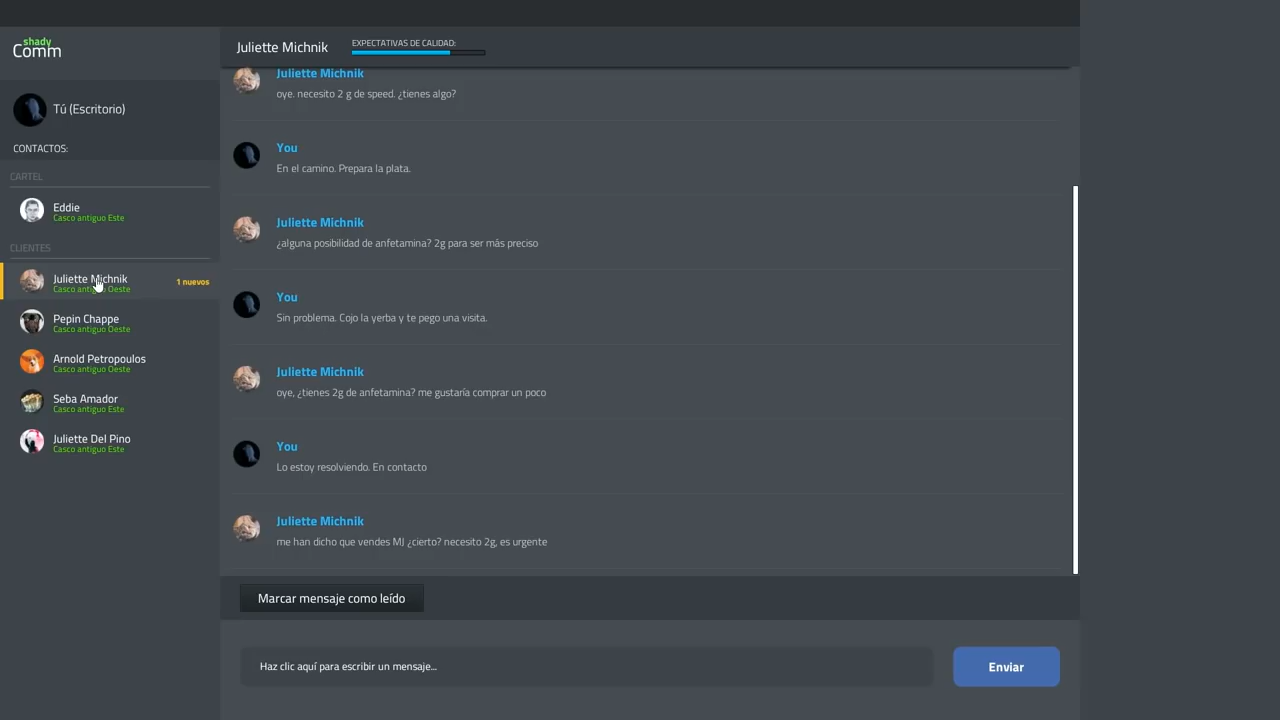 shady
Comm
Tú (Escritorio)
CONTACTOS:
CARTEL
Eddie
Casco antiguo Este
CLIENTES
Juliette Michnik
Casco antiguo Oeste
1 nuevos
Pepin Chappe
Casco antiguo Oeste
Arnold Petropoulos
Casco antiguo Oeste
Seba Amador
Casco antiguo Este
Juliette Del Pino
Casco antiguo Este
Juliette Michnik
EXPECTATIVAS DE CALIDAD:
Juliette Michnik
oye. necesito 2 g de speed. ¿tienes algo?
You
En el camino. Prepara la plata.
Juliette Michnik
¿alguna posibilidad de anfetamina? 2g para ser más preciso
You
Sin problema. Cojo la yerba y te pego una visita.
Juliette Michnik
oye, ¿tienes 2g de anfetamina? me gustaría comprar un poco
You
Lo estoy resolviendo. En contacto
Juliette Michnik
me han dicho que vendes MJ ¿cierto? necesito 2g, es urgente
Marcar mensaje como leído
Haz clic aquí para escribir un mensaje...
Enviar